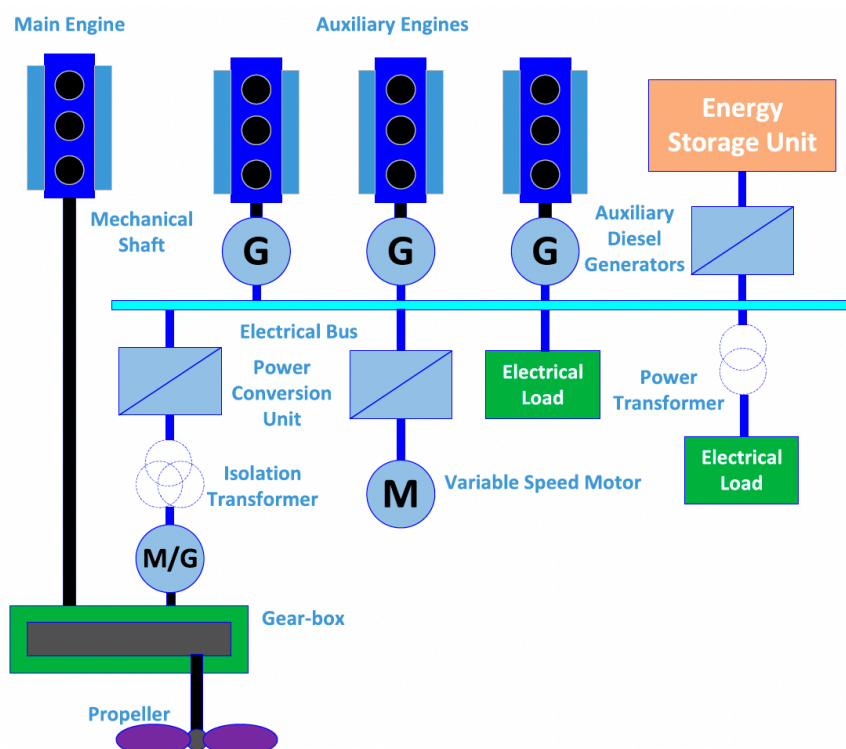 Main Engine
Auxiliary Engines
Energy
Storage Unit
Mechanical
Shaft
G
G
G
Auxiliary
Diesel
Generators
Electrical Bus
Power
Conversion
Unit
Electrical
Load
Power
Transformer
Isolation
Transformer
M
Variable Speed Motor
Electrical
Load
M/G
Gear-box
Propeller